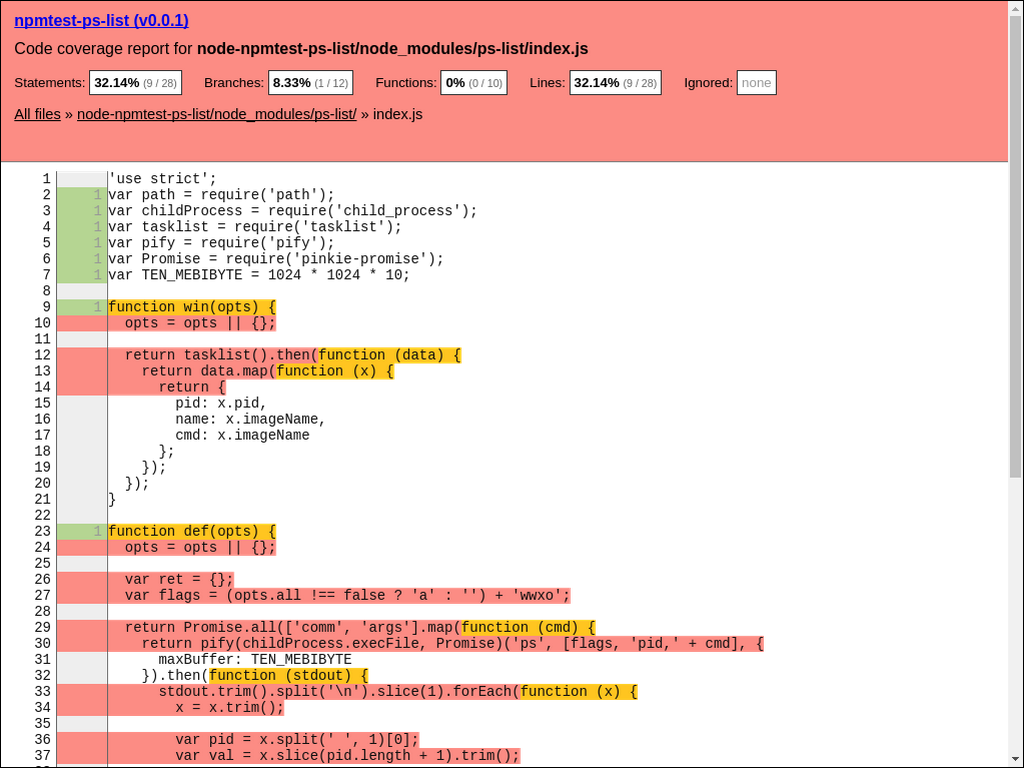 npmtest-ps-list (v0.0.1)
Code coverage report for node-npmtest-ps-list/node_modules/ps-list/index.js
Statements: 32.14% (9 / 28) Branches: 8.33% (1 / 12) Functions: 0% (0 / 10) Lines: 32.14% (9 / 28) Ignored: none
All files » node-npmtest-ps-list/node_modules/ps-list/ » index.js
1 'use strict';
2 1 var path = require('path');
3 1 var childProcess = require('child_process');
4 1 var tasklist = require('tasklist');
5 1 var pify = require('pify');
6 1 var Promise = require('pinkie-promise');
7 1 var TEN_MEBIBYTE = 1024 * 1024 * 10;
8
9 1 function win(opts) {
10   opts = opts || {};
11
12   return tasklist().then(function (data) {
13     return data.map(function (x) {
14       return {
15         pid: x.pid,
16         name: x.imageName,
17         cmd: x.imageName
18       };
19     });
20   });
21 }
22
23 1 function def(opts) {
24   opts = opts || {};
25
26   var ret = {};
27   var flags = (opts.all !== false ? 'a' : '') + 'wwxo';
28
29   return Promise.all(['comm', 'args'].map(function (cmd) {
30     return pify(childProcess.execFile, Promise)('ps', [flags, 'pid,' + cmd], {
31       maxBuffer: TEN_MEBIBYTE
32     }).then(function (stdout) {
33       stdout.trim().split('\n').slice(1).forEach(function (x) {
34         x = x.trim();
35
36         var pid = x.split(' ', 1)[0];
37         var val = x.slice(pid.length + 1).trim();